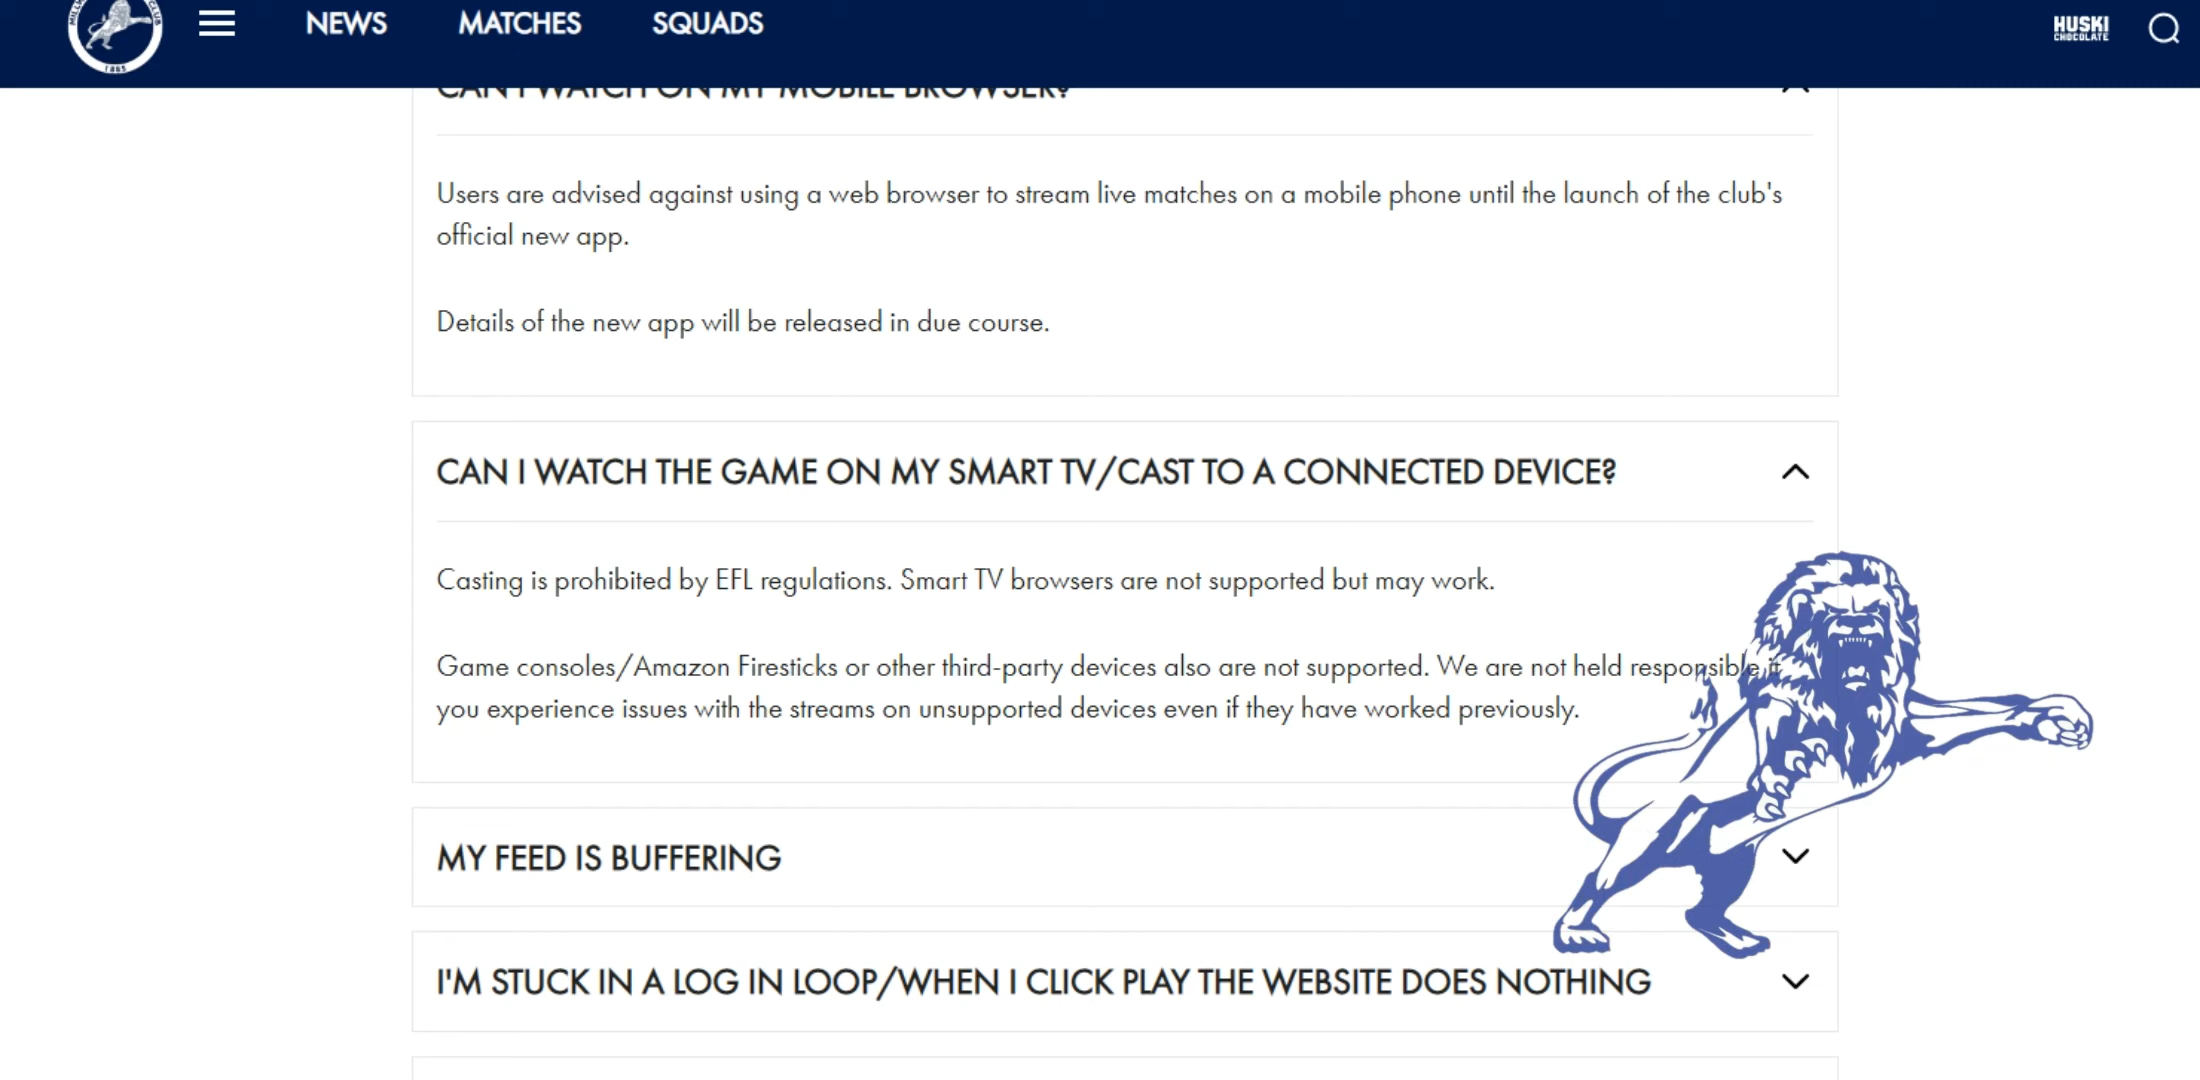 NEWS MATCHES SQUADS
HUSKI
CHOCOLATE
1885
CAN I WATCH ON MY MOBILE BROWSER?
Users are advised against using a web browser to stream live matches on a mobile phone until the launch of the club's
official new app.
Details of the new app will be released in due course.
CAN I WATCH THE GAME ON MY SMART TV/CAST TO A CONNECTED DEVICE?
Casting is prohibited by EFL regulations. Smart TV browsers are not supported but may work.
Game consoles/Amazon Firesticks or other third-party devices also are not supported. We are not held responsible if
you experience issues with the streams on unsupported devices even if they have worked previously.
MY FEED IS BUFFERING
I'M STUCK IN A LOG IN LOOP/WHEN I CLICK PLAY THE WEBSITE DOES NOTHING